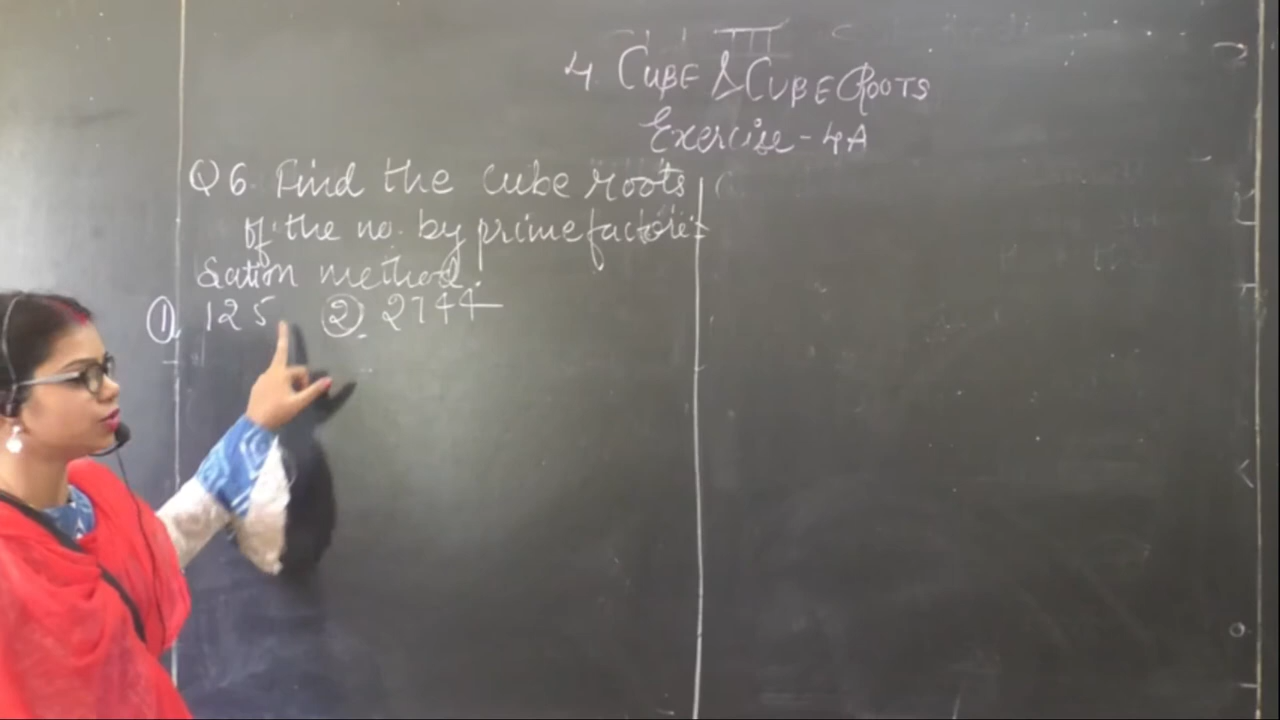 4 CUBE & CUBE ROOTS
Exercise - 4A
Q6. Find the cube roots
of the no. by prime factori-
sation method.
① 125 ② 2744